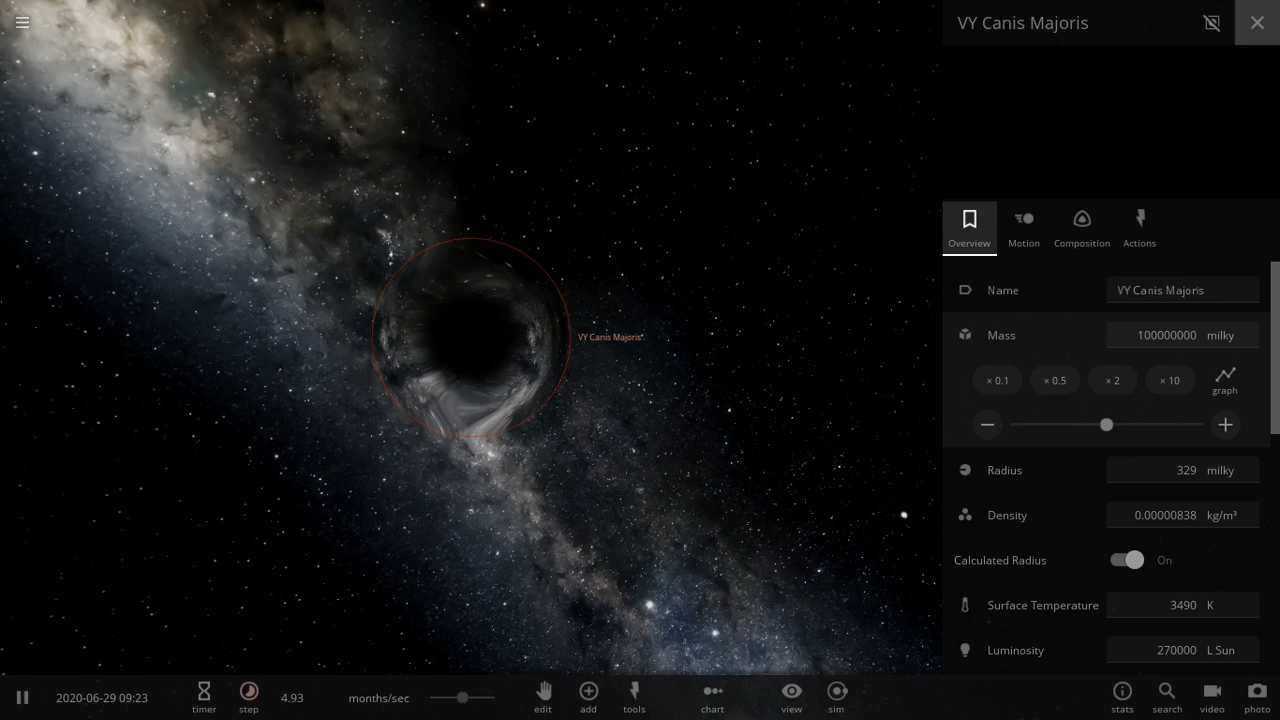 VY Canis Majoris
VY Canis Majoris
Overview Motion Composition Actions
Name VY Canis Majoris
Mass 100000000 milky
× 0.1 × 0.5 × 2 × 10 graph
Radius 329 milky
Density 0.00000838 kg/m³
Calculated Radius On
Surface Temperature 3490 K
Luminosity 270000 L Sun
2020-06-29 09:23 timer step 4.93 months/sec edit add tools chart view sim stats search video photo